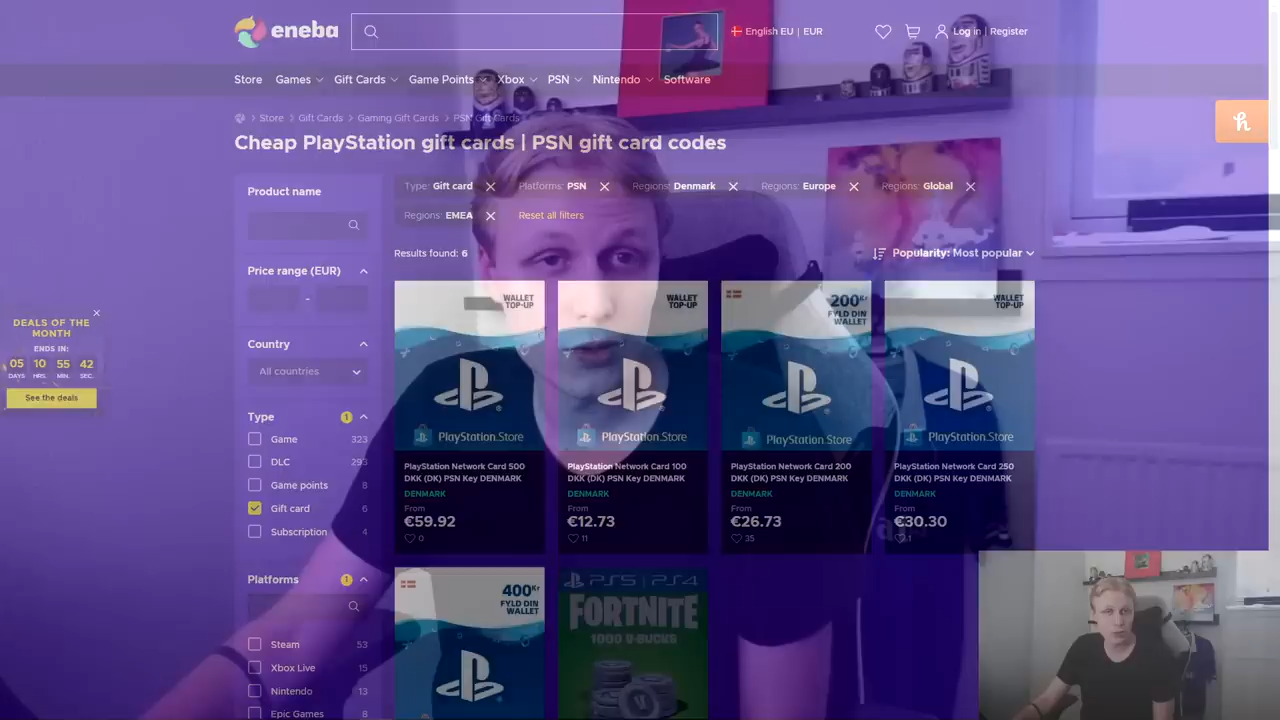 eneba
English EU | EUR
Log in | Register
Store Games Gift Cards Game Points Xbox PSN Nintendo Software
Store Gift Cards Gaming Gift Cards PSN Gift Cards
Cheap PlayStation gift cards | PSN gift card codes
Product name
Type: Gift card Platforms: PSN Regions: Denmark Regions: Europe Regions: Global
Regions: EMEA Reset all filters
Results found: 6
Popularity: Most popular
Price range (EUR)
-
Country
All countries
Type 1
Game 323
DLC 293
Game points 8
Gift card 6
Subscription 4
Platforms 1
Steam 53
Xbox Live 15
Nintendo 13
Epic Games 8
DEALS OF THE
MONTH
ENDS IN:
05 10 55 42
DAYS HRS. MIN. SEC.
See the deals
WALLET
TOP-UP
PlayStation.Store
PlayStation Network Card 500
DKK (DK) PSN Key DENMARK
DENMARK
From
€59.92
0
WALLET
TOP-UP
PlayStation.Store
PlayStation Network Card 100
DKK (DK) PSN Key DENMARK
DENMARK
From
€12.73
11
200Kr
FYLD DIN
WALLET
PlayStation.Store
PlayStation Network Card 200
DKK (DK) PSN Key DENMARK
DENMARK
From
€26.73
35
WALLET
TOP-UP
PlayStation.Store
PlayStation Network Card 250
DKK (DK) PSN Key DENMARK
DENMARK
From
€30.30
1
400Kr
FYLD DIN
WALLET
PS5 PS4
FORTNITE
1000 V-BUCKS